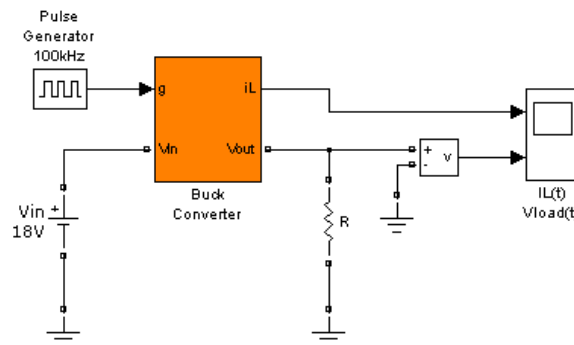 Pulse
Generator
100kHz
g
iL
Vin
Vout
Buck
Converter
+
-
v
IL(t)
Vload(t
Vin +
18V
R